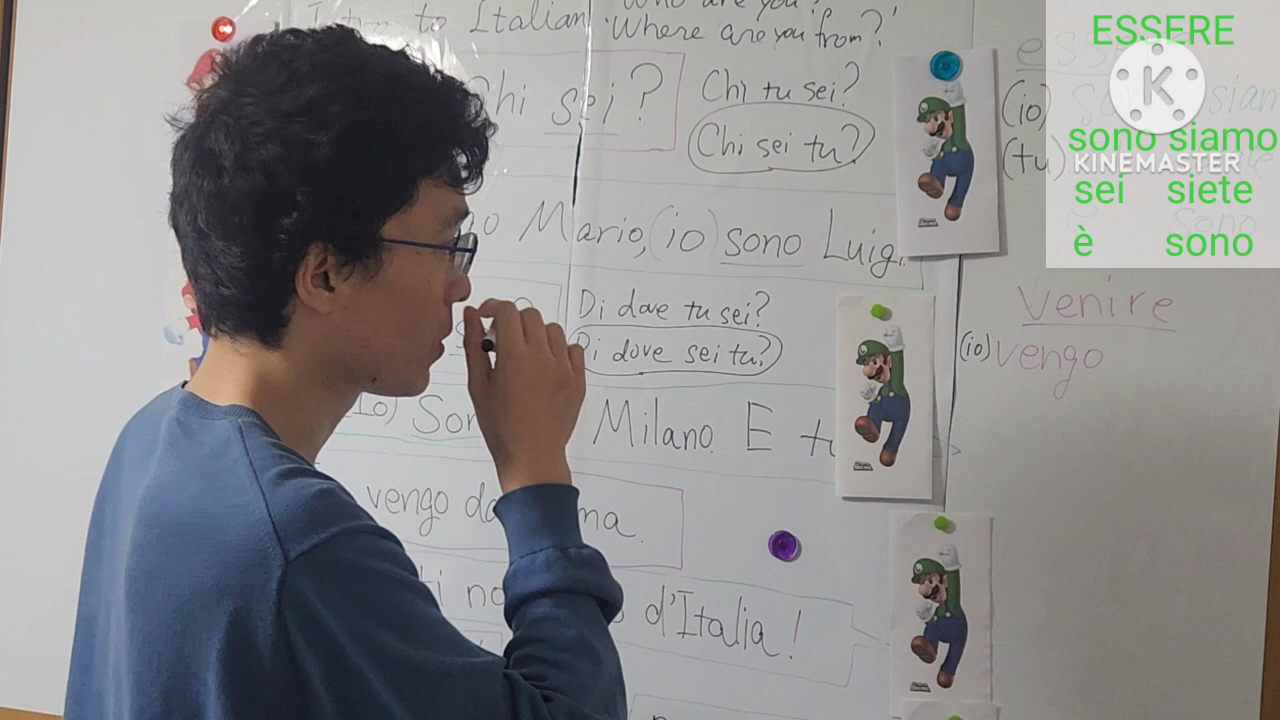 Intro to Italian 'Who are you?'
'Where are you from?'
Chi sei?
Chi tu sei?
Chi sei tu?
Mario, (io) sono Luigi.
Di dove tu sei?
Di dove sei tu?
(Io) Sono Milano. E tu
vengo da
d'Italia!
ESSERE
sono siamo
sei siete
è sono
KINEMASTER
(io)
(tu)
sono
venire
(io) vengo